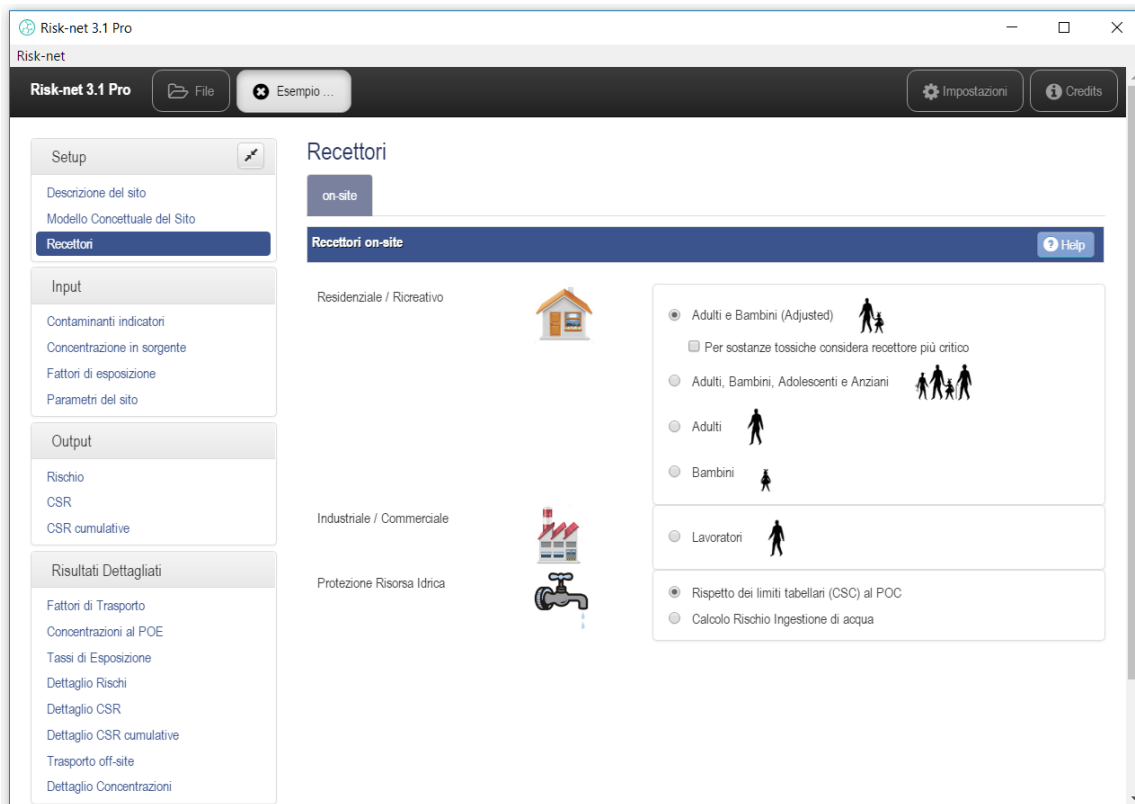 Risk-net 3.1 Pro
Risk-net
Risk-net 3.1 Pro
File
Esempio ...
Impostazioni
Credits
Setup
Descrizione del sito
Modello Concettuale del Sito
Recettori
Input
Contaminanti indicatori
Concentrazione in sorgente
Fattori di esposizione
Parametri del sito
Output
Rischio
CSR
CSR cumulative
Risultati Dettagliati
Fattori di Trasporto
Concentrazioni al POE
Tassi di Esposizione
Dettaglio Rischi
Dettaglio CSR
Dettaglio CSR cumulative
Trasporto off-site
Dettaglio Concentrazioni
Recettori
on-site
Recettori on-site
Help
Residenziale / Ricreativo
Adulti e Bambini (Adjusted)
Per sostanze tossiche considera recettore più critico
Adulti, Bambini, Adolescenti e Anziani
Adulti
Bambini
Industriale / Commerciale
Lavoratori
Protezione Risorsa Idrica
Rispetto dei limiti tabellari (CSC) al POC
Calcolo Rischio Ingestione di acqua